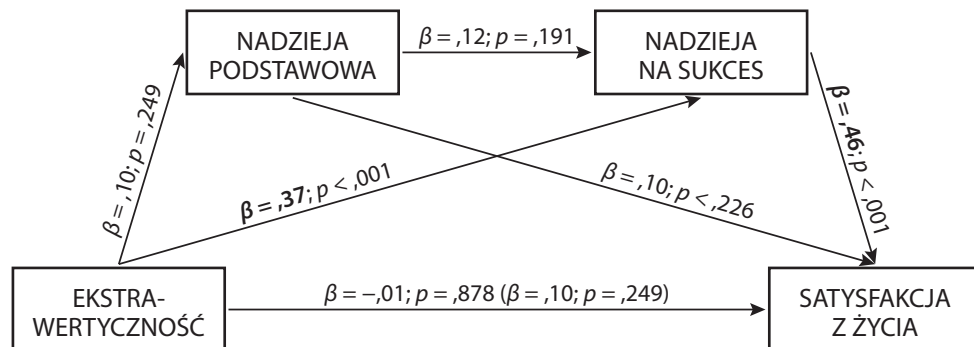 NADZIEJA
PODSTAWOWA
β = ,12; p = ,191
NADZIEJA
NA SUKCES
β = ,10; p = ,249
β = ,37; p < ,001
β = ,10; p < ,226
β = ,46; p < ,001
EKSTRA-
WERTYCZNOŚĆ
β = –,01; p = ,878 (β = ,10; p = ,249)
SATYSFAKCJA
Z ŻYCIA